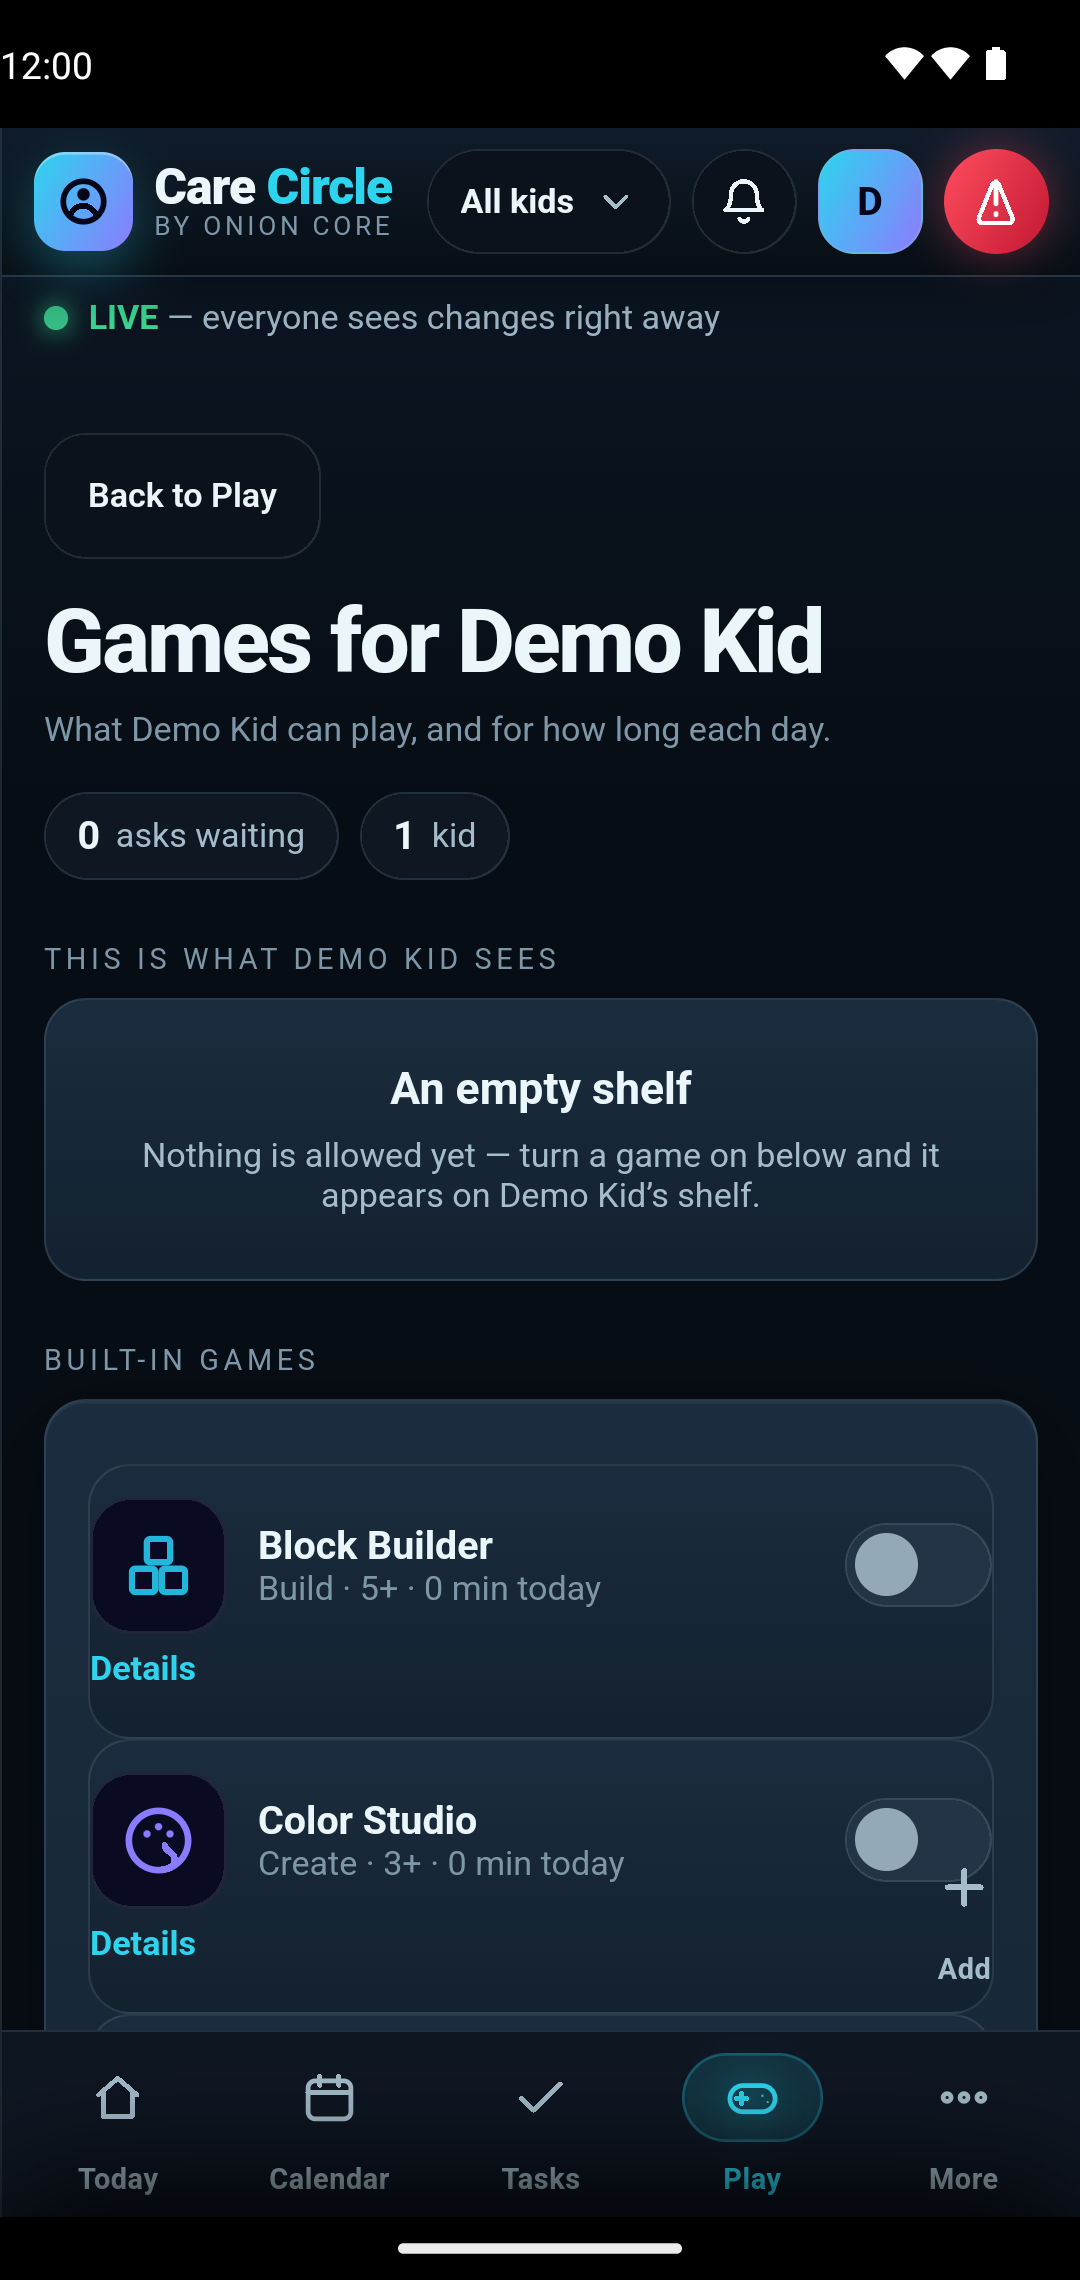 12:00
Care Circle
BY ONION CORE
All kids
D
LIVE — everyone sees changes right away
Back to Play
Games for Demo Kid
What Demo Kid can play, and for how long each day.
0 asks waiting
1 kid
THIS IS WHAT DEMO KID SEES
An empty shelf
Nothing is allowed yet — turn a game on below and it
appears on Demo Kid’s shelf.
BUILT-IN GAMES
Block Builder
Build · 5+ · 0 min today
Details
Color Studio
Create · 3+ · 0 min today
Details
Add
Today
Calendar
Tasks
Play
More